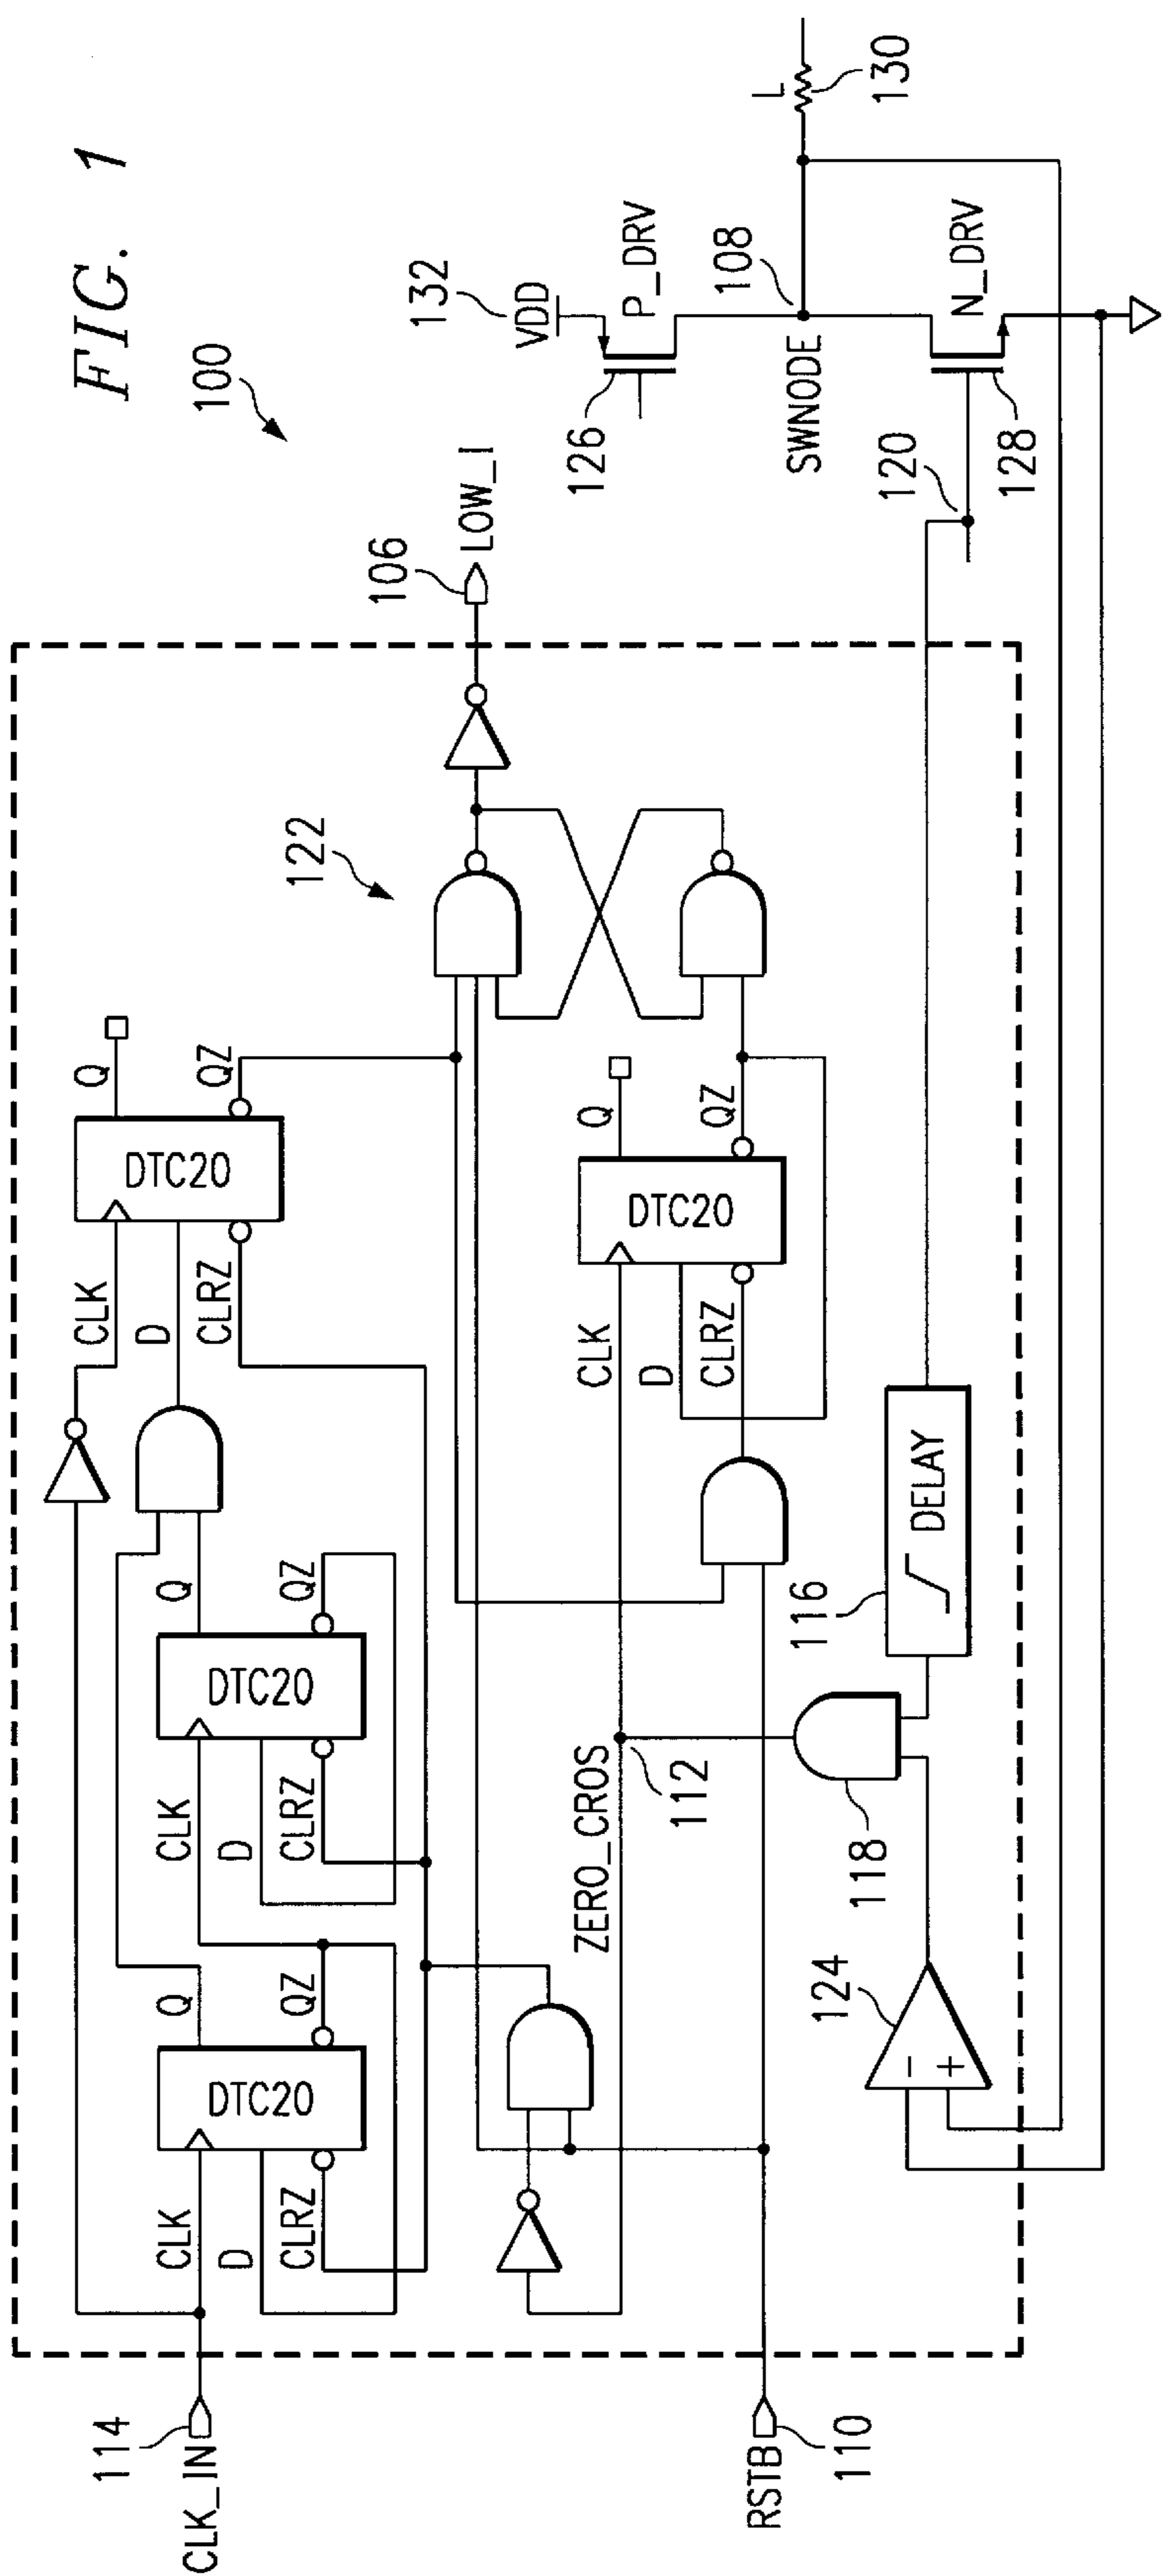 FIG. 1
100
132
VDD
P_DRV
126
108
SWNODE
L
130
N_DRV
120
128
106
LOW_I
122
Q
QZ
DTC20
CLK
D
CLRZ
Q
QZ
DTC20
CLK
D
CLRZ
Q
QZ
DTC20
CLK
D
CLRZ
Q
QZ
DTC20
CLK
D
CLRZ
ZERO_CROS
112
116
DELAY
118
124
−
+
114
CLK_IN
RSTB
110